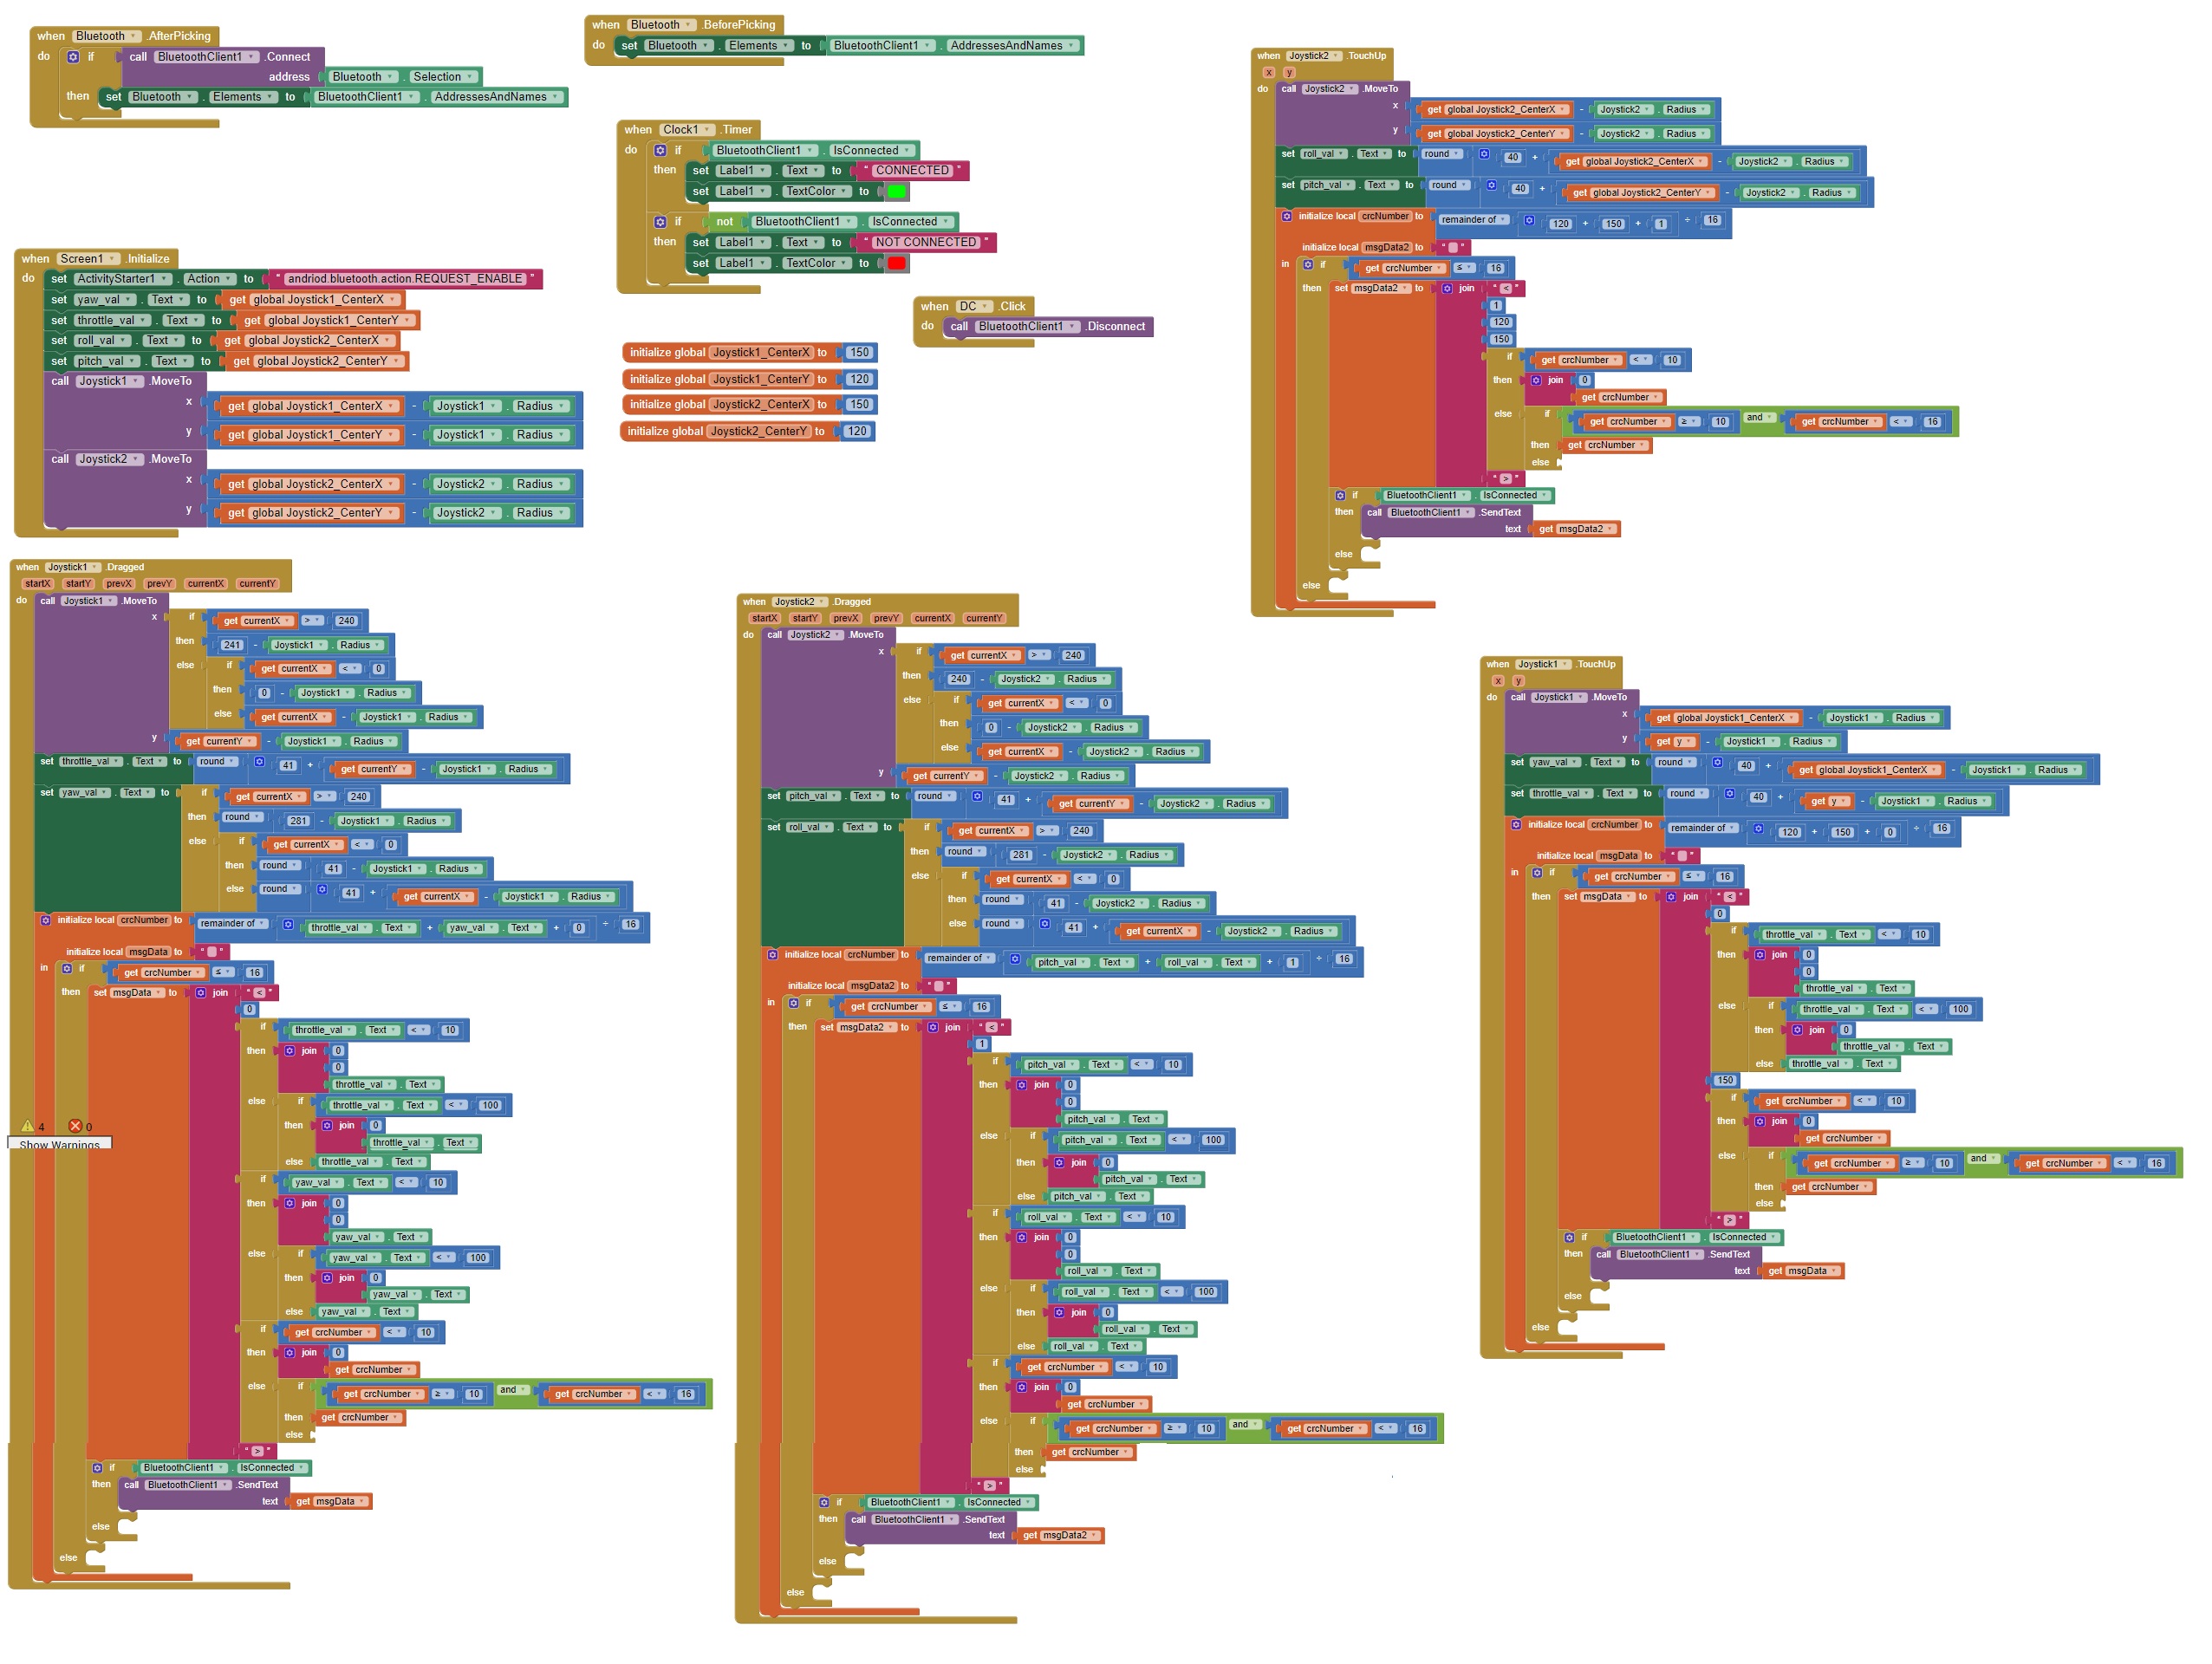 when Bluetooth .AfterPicking
do if call BluetoothClient1 .Connect
address Bluetooth . Selection
then set Bluetooth . Elements to BluetoothClient1 . AddressesAndNames
when Bluetooth .BeforePicking
do set Bluetooth . Elements to BluetoothClient1 . AddressesAndNames
when Clock1 .Timer
do if BluetoothClient1 . IsConnected
then set Label1 . Text to " CONNECTED "
set Label1 . TextColor to
if not BluetoothClient1 . IsConnected
then set Label1 . Text to " NOT CONNECTED "
set Label1 . TextColor to
when Screen1 .Initialize
do set ActivityStarter1 . Action to " andriod.bluetooth.action.REQUEST_ENABLE "
set yaw_val . Text to get global Joystick1_CenterX
set throttle_val . Text to get global Joystick1_CenterY
set roll_val . Text to get global Joystick2_CenterX
set pitch_val . Text to get global Joystick2_CenterY
call Joystick1 .MoveTo
x get global Joystick1_CenterX - Joystick1 . Radius
y get global Joystick1_CenterY - Joystick1 . Radius
call Joystick2 .MoveTo
x get global Joystick2_CenterX - Joystick2 . Radius
y get global Joystick2_CenterY - Joystick2 . Radius
when DC .Click
do call BluetoothClient1 .Disconnect
initialize global Joystick1_CenterX to 150
initialize global Joystick1_CenterY to 120
initialize global Joystick2_CenterX to 150
initialize global Joystick2_CenterY to 120
when Joystick2 .TouchUp
x y
do call Joystick2 .MoveTo
x get global Joystick2_CenterX - Joystick2 . Radius
y get global Joystick2_CenterY - Joystick2 . Radius
set roll_val . Text to round 40 + get global Joystick2_CenterX - Joystick2 . Radius
set pitch_val . Text to round 40 + get global Joystick2_CenterY - Joystick2 . Radius
initialize local crcNumber to remainder of 120 + 150 + 1 ÷ 16
initialize local msgData2 to " "
in if get crcNumber ≤ 16
then set msgData2 to join " < "
1
120
150
if get crcNumber < 10
then join 0
get crcNumber
else if get crcNumber ≥ 10 and get crcNumber < 16
then get crcNumber
else
" > "
if BluetoothClient1 . IsConnected
then call BluetoothClient1 .SendText
text get msgData2
else
else
when Joystick1 .Dragged
startX startY prevX prevY currentX currentY
do call Joystick1 .MoveTo
x if get currentX > 240
then 241 - Joystick1 . Radius
else if get currentX < 0
then 0 - Joystick1 . Radius
else get currentX - Joystick1 . Radius
y get currentY - Joystick1 . Radius
set throttle_val . Text to round 41 + get currentY - Joystick1 . Radius
set yaw_val . Text to if get currentX > 240
then round 281 - Joystick1 . Radius
else if get currentX < 0
then round 41 - Joystick1 . Radius
else round 41 + get currentX - Joystick1 . Radius
initialize local crcNumber to remainder of throttle_val . Text + yaw_val . Text + 0 ÷ 16
initialize local msgData to " "
in if get crcNumber ≤ 16
then set msgData to join " < "
0
if throttle_val . Text < 10
then join 0
0
throttle_val . Text
else if throttle_val . Text < 100
then join 0
throttle_val . Text
else throttle_val . Text
if yaw_val . Text < 10
then join 0
0
yaw_val . Text
else if yaw_val . Text < 100
then join 0
yaw_val . Text
else yaw_val . Text
if get crcNumber < 10
then join 0
get crcNumber
else if get crcNumber ≥ 10 and get crcNumber < 16
then get crcNumber
else
" > "
if BluetoothClient1 . IsConnected
then call BluetoothClient1 .SendText
text get msgData
else
else
4 0
Show Warnings
when Joystick2 .Dragged
startX startY prevX prevY currentX currentY
do call Joystick2 .MoveTo
x if get currentX > 240
then 240 - Joystick2 . Radius
else if get currentX < 0
then 0 - Joystick2 . Radius
else get currentX - Joystick2 . Radius
y get currentY - Joystick2 . Radius
set pitch_val . Text to round 41 + get currentY - Joystick2 . Radius
set roll_val . Text to if get currentX > 240
then round 281 - Joystick2 . Radius
else if get currentX < 0
then round 41 - Joystick2 . Radius
else round 41 + get currentX - Joystick2 . Radius
initialize local crcNumber to remainder of pitch_val . Text + roll_val . Text + 1 ÷ 16
initialize local msgData2 to " "
in if get crcNumber ≤ 16
then set msgData2 to join " < "
1
if pitch_val . Text < 10
then join 0
0
pitch_val . Text
else if pitch_val . Text < 100
then join 0
pitch_val . Text
else pitch_val . Text
if roll_val . Text < 10
then join 0
0
roll_val . Text
else if roll_val . Text < 100
then join 0
roll_val . Text
else roll_val . Text
if get crcNumber < 10
then join 0
get crcNumber
else if get crcNumber ≥ 10 and get crcNumber < 16
then get crcNumber
else
" > "
if BluetoothClient1 . IsConnected
then call BluetoothClient1 .SendText
text get msgData2
else
else
when Joystick1 .TouchUp
x y
do call Joystick1 .MoveTo
x get global Joystick1_CenterX - Joystick1 . Radius
y get y - Joystick1 . Radius
set yaw_val . Text to round 40 + get global Joystick1_CenterX - Joystick1 . Radius
set throttle_val . Text to round 40 + get y - Joystick1 . Radius
initialize local crcNumber to remainder of 120 + 150 + 0 ÷ 16
initialize local msgData to " "
in if get crcNumber ≤ 16
then set msgData to join " < "
0
if throttle_val . Text < 10
then join 0
0
throttle_val . Text
else if throttle_val . Text < 100
then join 0
throttle_val . Text
else throttle_val . Text
150
if get crcNumber < 10
then join 0
get crcNumber
else if get crcNumber ≥ 10 and get crcNumber < 16
then get crcNumber
else
" > "
if BluetoothClient1 . IsConnected
then call BluetoothClient1 .SendText
text get msgData
else
else